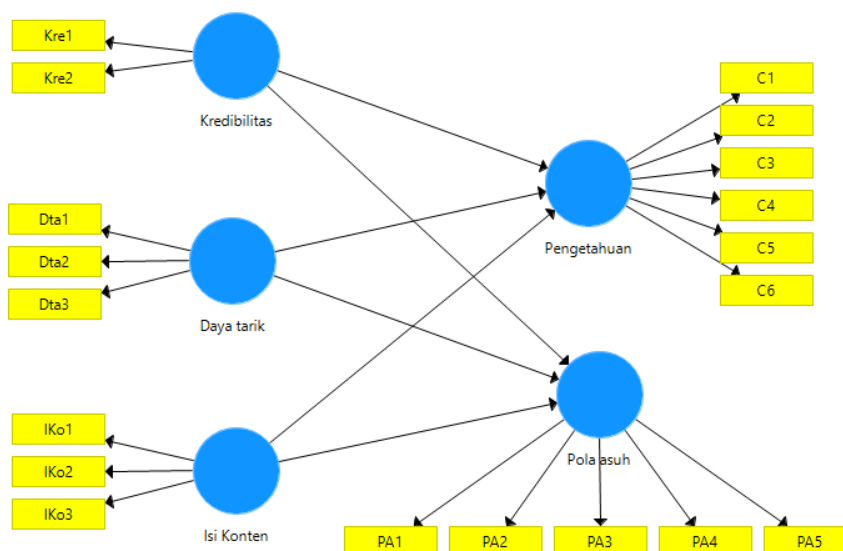 Kre1
Kre2
Kredibilitas
Dta1
Dta2
Dta3
Daya tarik
IKo1
IKo2
IKo3
Isi Konten
C1
C2
C3
C4
C5
C6
Pengetahuan
Pola asuh
PA1
PA2
PA3
PA4
PA5